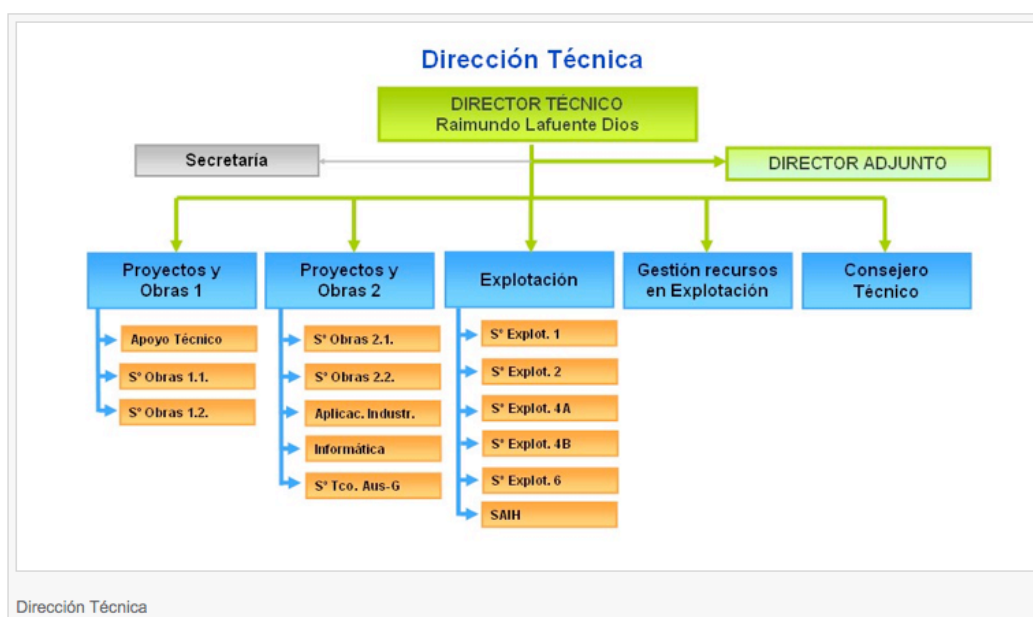 Dirección Técnica
DIRECTOR TÉCNICO
Raimundo Lafuente Dios
Secretaría
DIRECTOR ADJUNTO
Proyectos y
Obras 1
Proyectos y
Obras 2
Explotación
Gestión recursos
en Explotación
Consejero
Técnico
Apoyo Técnico
Sº Obras 1.1.
Sº Obras 1.2.
Sº Obras 2.1.
Sº Obras 2.2.
Aplicac. Industr.
Informática
Sº Tco. Aus-G
Sº Explot. 1
Sº Explot. 2
Sº Explot. 4A
Sº Explot. 4B
Sº Explot. 6
SAIH
Dirección Técnica